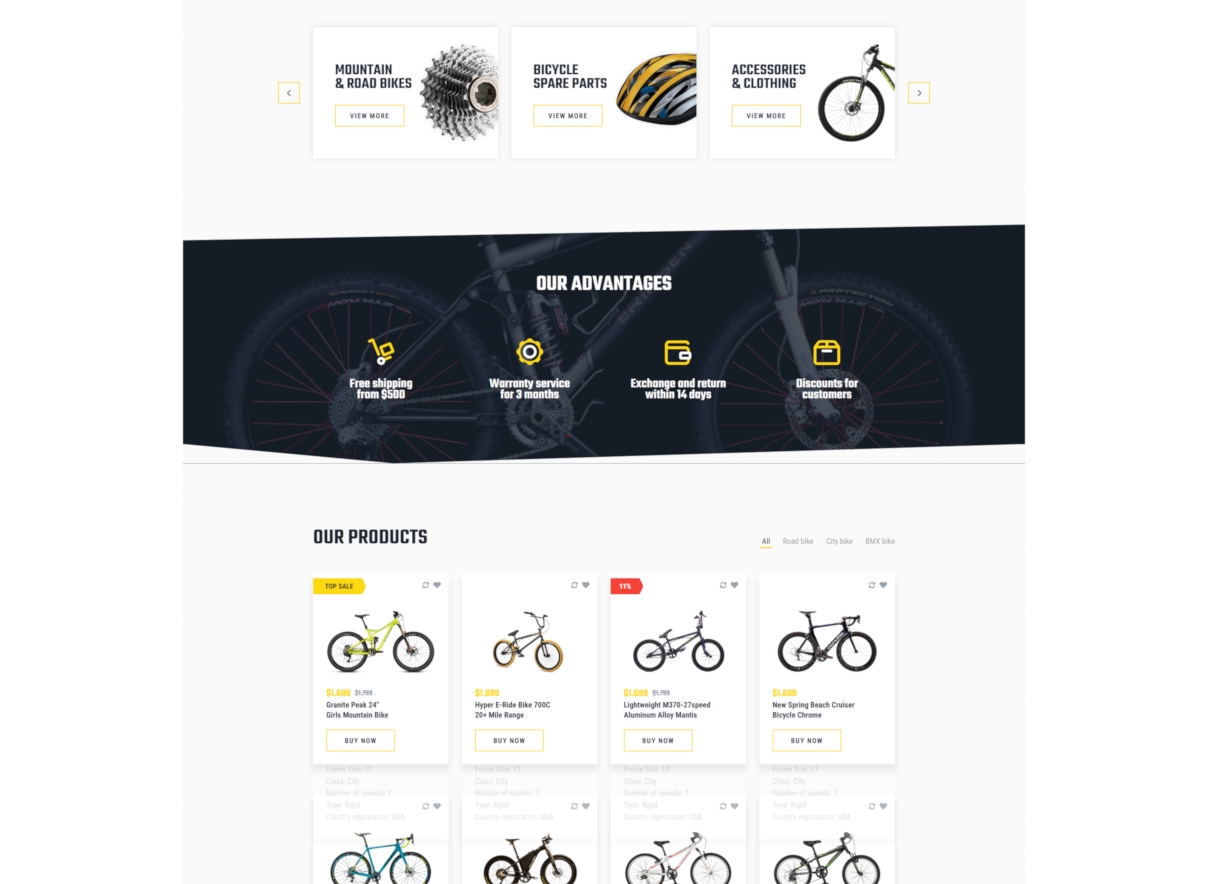 MOUNTAIN
& ROAD BIKES
VIEW MORE
BICYCLE
SPARE PARTS
VIEW MORE
ACCESSORIES
& CLOTHING
VIEW MORE
OUR ADVANTAGES
PROTECTION
Free shipping
from $500
Warranty service
for 3 months
Exchange and return
within 14 days
Discounts for
customers
OUR PRODUCTS
All Road bike City bike BMX bike
TOP SALE
$1.699 $1.799
Granite Peak 24"
Girls Mountain Bike
BUY NOW
$1.699
Hyper E-Ride Bike 700C
20+ Mile Range
BUY NOW
11%
$1.699 $1.799
Lightweight M370-27speed
Aluminum Alloy Mantis
BUY NOW
$1.699
New Spring Beach Cruiser
Bicycle Chrome
BUY NOW
Frame Size: 17
Class: City
Number of speeds: 7
Type: Rigid
Country registration: USA
Frame Size: 17
Class: City
Number of speeds: 7
Type: Rigid
Country registration: USA
Frame Size: 17
Class: City
Number of speeds: 7
Type: Rigid
Country registration: USA
Frame Size: 17
Class: City
Number of speeds: 7
Type: Rigid
Country registration: USA